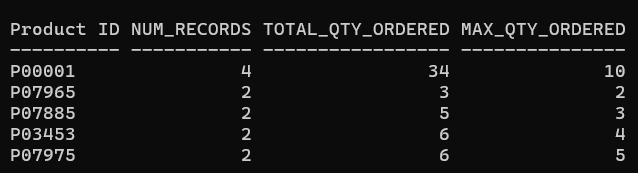 Product ID NUM_RECORDS TOTAL_QTY_ORDERED MAX_QTY_ORDERED
---------- ----------- ----------------- ---------------
P00001               4                34              10
P07965               2                 3               2
P07885               2                 5               3
P03453               2                 6               4
P07975               2                 6               5